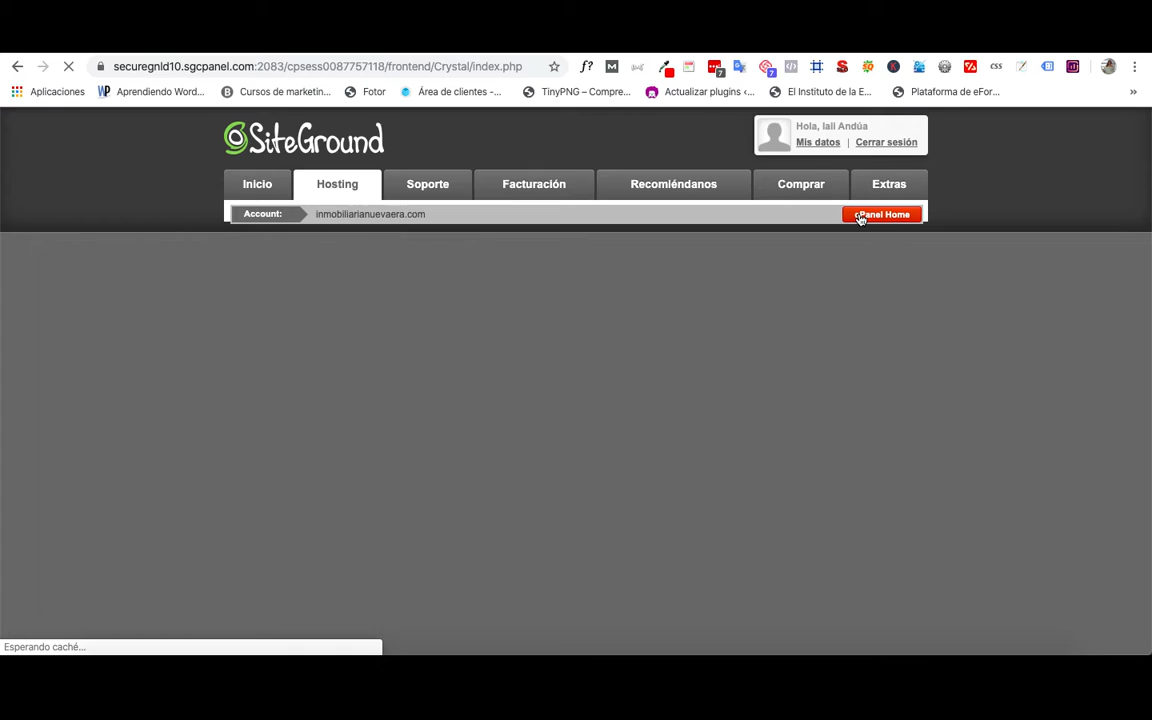 securegnld10.sgcpanel.com:2083/cpsess0087757118/frontend/Crystal/index.php
Aplicaciones
Aprendiendo Word...
Cursos de marketin...
Fotor
Área de clientes -...
TinyPNG – Compre...
Actualizar plugins ‹...
El Instituto de la E...
Plataforma de eFor...
SiteGround
Hola, Iali Andúa
Mis datos | Cerrar sesión
Inicio
Hosting
Soporte
Facturación
Recomiéndanos
Comprar
Extras
Account:
inmobiliarianuevaera.com
cPanel Home
Esperando caché...